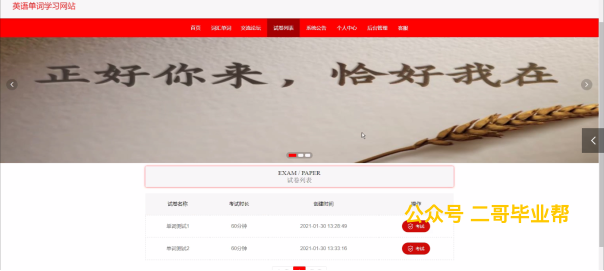 英语单词学习网站
首页 词汇单词 交流论坛 试卷列表 系统公告 个人中心 后台管理 客服
正好你来，恰好我在
EXAM / PAPER
试卷列表
试卷名称 考试时长 创建时间 操作
单词测试1 60分钟 2021-01-30 13:28:49 考试
公众号 二哥毕业帮
单词测试2 60分钟 2021-01-30 13:33:16 考试